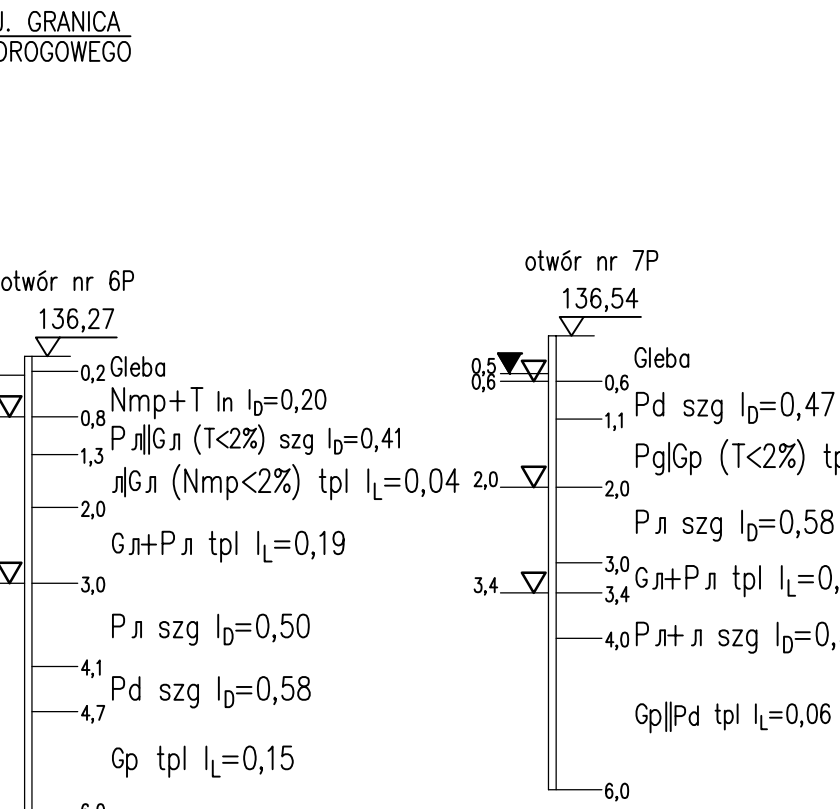 J. GRANICA
DROGOWEGO
otwór nr 6P
136,27
0,2 Gleba
Nmp+T ln I_D=0,20
0,8
Pл||Gл (T<2%) szg I_D=0,41
1,3
л|Gл (Nmp<2%) tpl I_L=0,04
2,0
Gл+Pл tpl I_L=0,19
3,0
Pл szg I_D=0,50
4,1
Pd szg I_D=0,58
4,7
Gp tpl I_L=0,15
6,0
otwór nr 7P
136,54
Gleba
0,5
0,6
0,6
Pd szg I_D=0,47
1,1
Pg|Gp (T<2%) tp
2,0
2,0
Pл szg I_D=0,58
3,0
Gл+Pл tpl I_L=0,
3,4
3,4
4,0 Pл+л szg I_D=0,
Gp||Pd tpl I_L=0,06
6,0